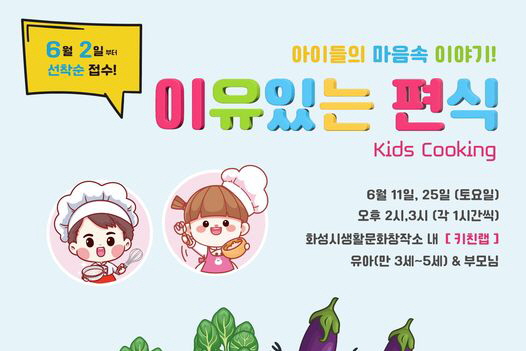 6월 2일부터
선착순 접수!
아이들의 마음속 이야기!
이유있는 편식
Kids Cooking
6월 11일, 25일 (토요일)
오후 2시,3시 (각 1시간씩)
화성시생활문화창작소 내 [ 키친랩 ]
유아(만 3세~5세) & 부모님